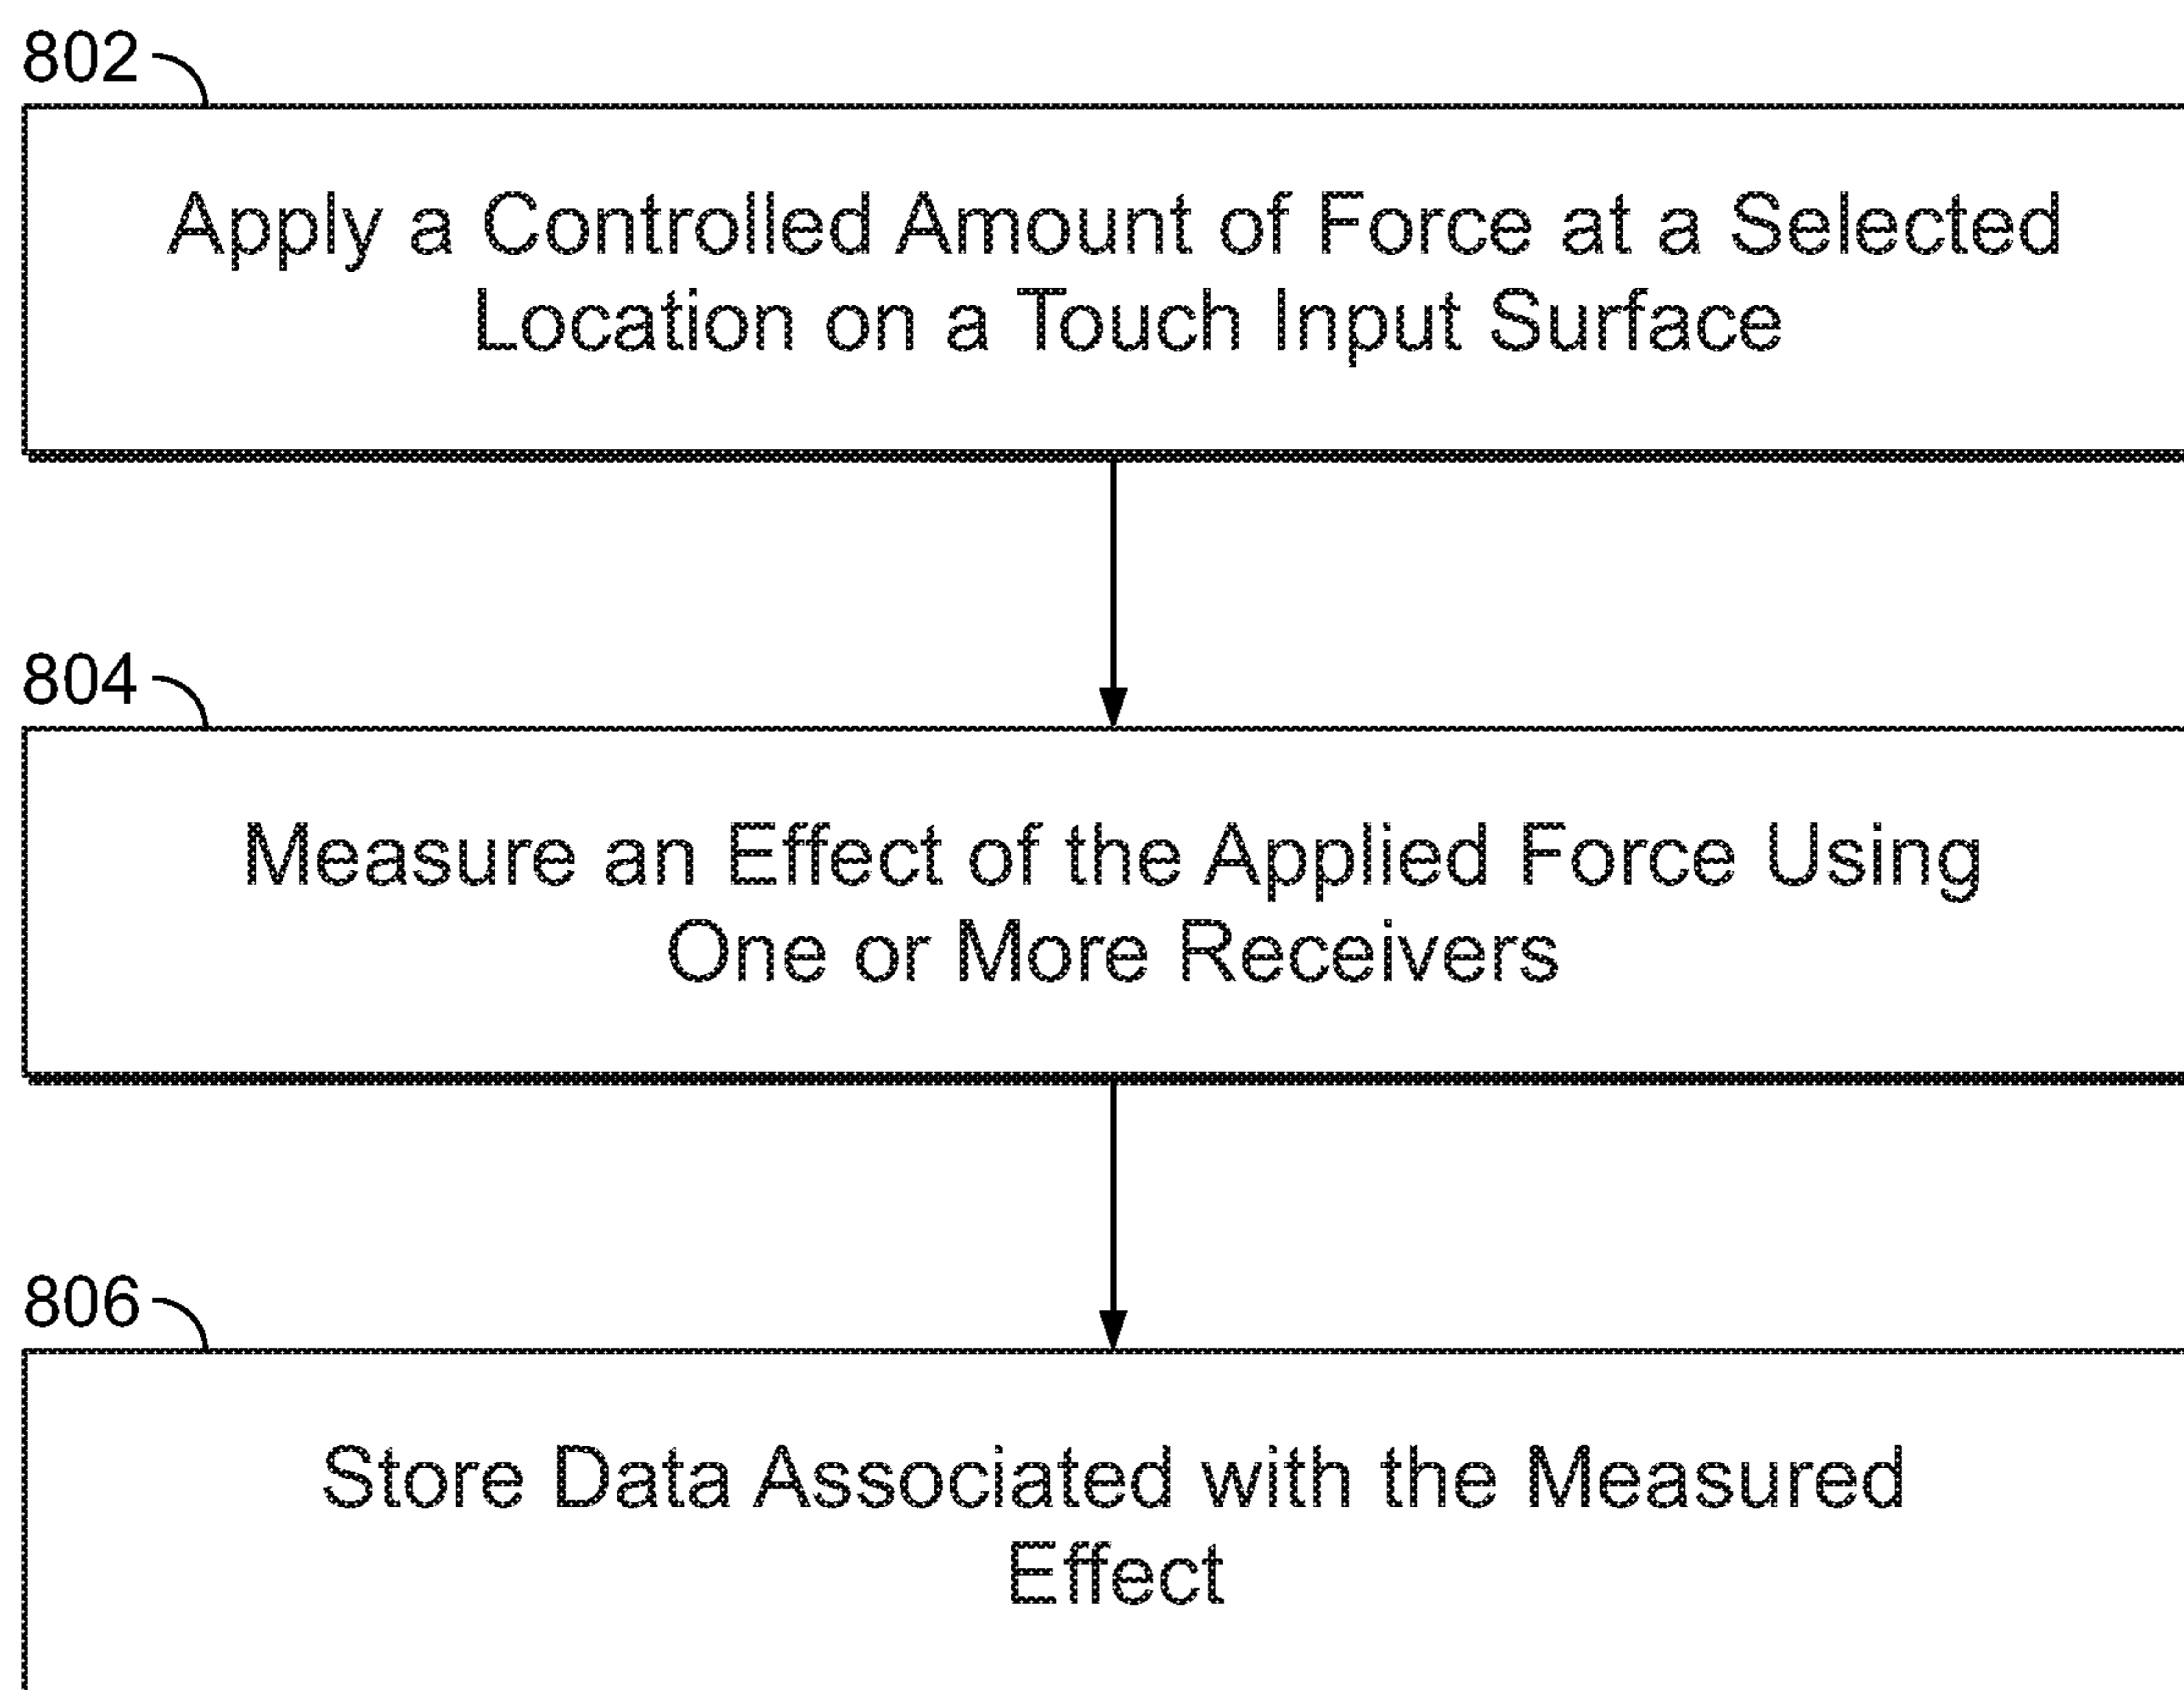 802
Apply a Controlled Amount of Force at a Selected
Location on a Touch Input Surface
804
Measure an Effect of the Applied Force Using
One or More Receivers
806
Store Data Associated with the Measured
Effect